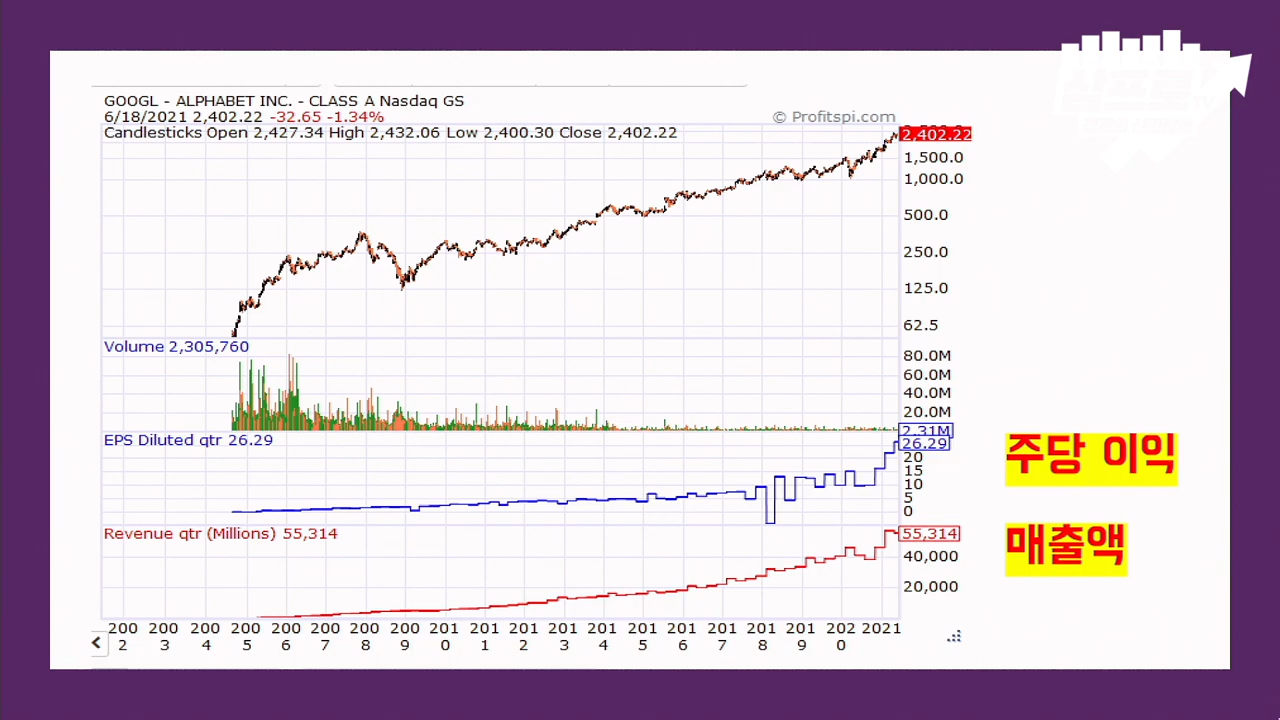 GOOGL - ALPHABET INC. - CLASS A Nasdaq GS
6/18/2021 2,402.22 -32.65 -1.34%
© Profitspi.com
Candlesticks Open 2,427.34 High 2,432.06 Low 2,400.30 Close 2,402.22
2,402.22
1,500.0
1,000.0
500.0
250.0
125.0
62.5
Volume 2,305,760
80.0M
60.0M
40.0M
20.0M
2.31M
EPS Diluted qtr 26.29
26.29
20
15
10
5
0
주당 이익
Revenue qtr (Millions) 55,314
55,314
40,000
20,000
매출액
200 200 200 200 200 200 200 200 201 201 201 201 201 201 201 201 201 201 202 2021
2 3 4 5 6 7 8 9 0 1 2 3 4 5 6 7 8 9 0